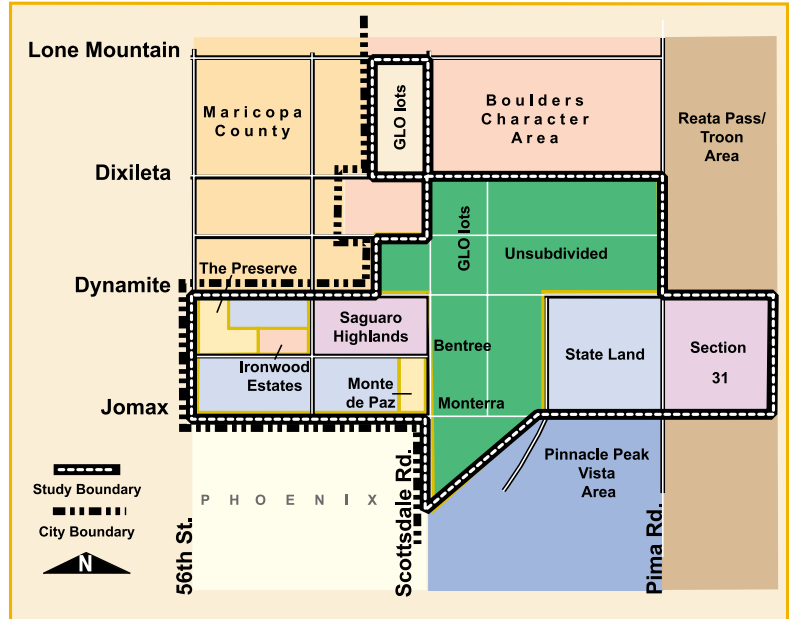 Lone Mountain
Maricopa
County
GLO lots
Boulders
Character
Area
Reata Pass/
Troon
Area
Dixileta
GLO lots
Unsubdivided
Dynamite
The Preserve
Saguaro
Highlands
Bentree
State Land
Section
31
Ironwood
Estates
Monte
de Paz
Monterra
Jomax
Pinnacle Peak
Vista
Area
Study Boundary
City Boundary
N
PHOENIX
56th St.
Scottsdale Rd.
Pima Rd.